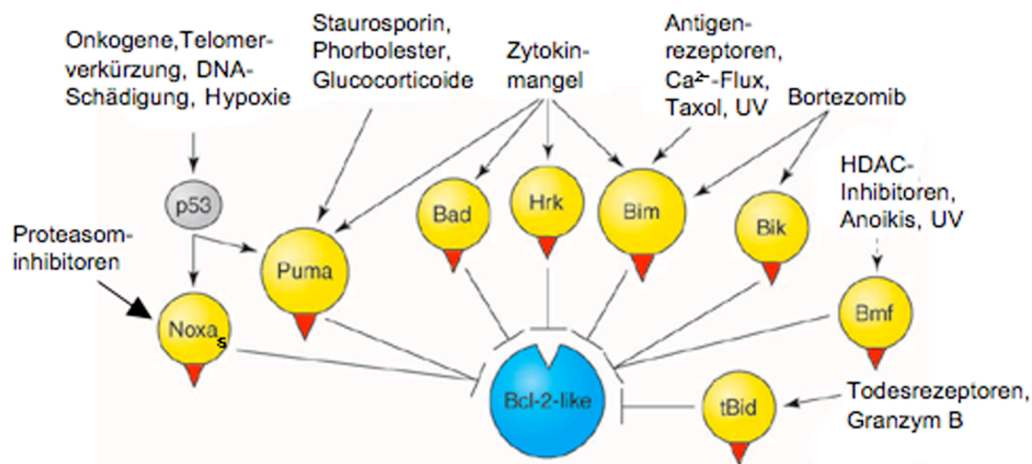 Onkogene,Telomer-
verkürzung, DNA-
Schädigung, Hypoxie
Staurosporin,
Phorbolester,
Glucocorticoide
Zytokin-
mangel
Antigen-
rezeptoren,
Ca²⁻-Flux,
Taxol, UV
Bortezomib
HDAC-
Inhibitoren,
Anoikis, UV
p53
Proteasom-
inhibitoren
Noxa
s
Puma
Bad
Hrk
Bim
Bik
Bmf
Bcl-2-like
tBid
Todesrezeptoren,
Granzym B